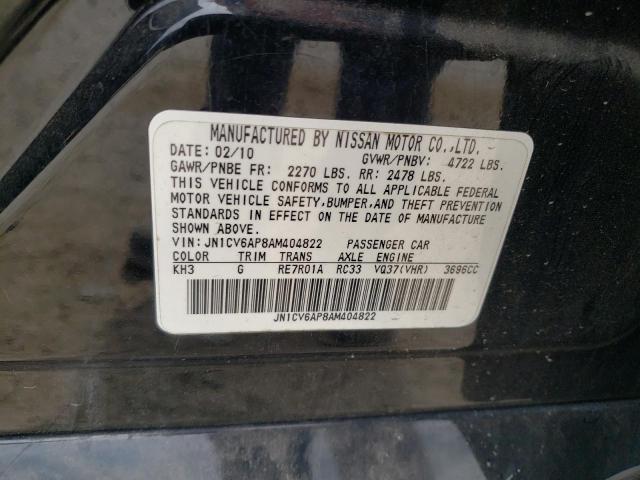 MANUFACTURED BY NISSAN MOTOR CO.,LTD.
DATE: 02/10 GVWR/PNBV: 4722 LBS.
GAWR/PNBE FR: 2270 LBS. RR: 2478 LBS.
THIS VEHICLE CONFORMS TO ALL APPLICABLE FEDERAL
MOTOR VEHICLE SAFETY,BUMPER,AND THEFT PREVENTION
STANDARDS IN EFFECT ON THE DATE OF MANUFACTURE
SHOWN ABOVE.
VIN: JN1CV6AP8AM404822 PASSENGER CAR
COLOR TRIM TRANS AXLE ENGINE
KH3 G RE7R01A RC33 VQ37(VHR) 3696CC
JN1CV6AP8AM404822